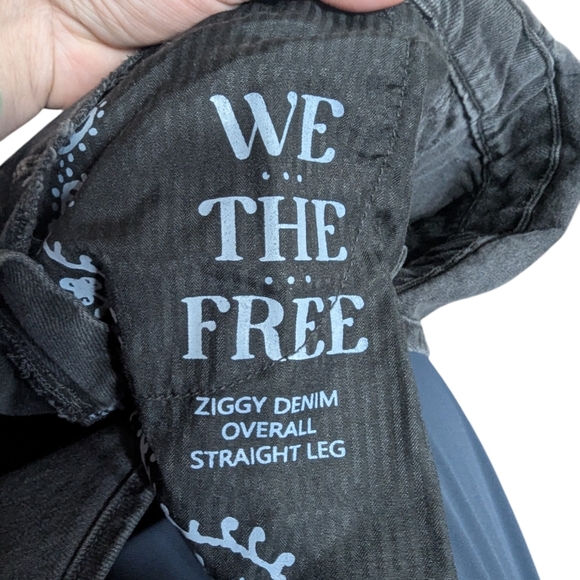 WE
THE
FREE
ZIGGY DENIM
OVERALL
STRAIGHT LEG